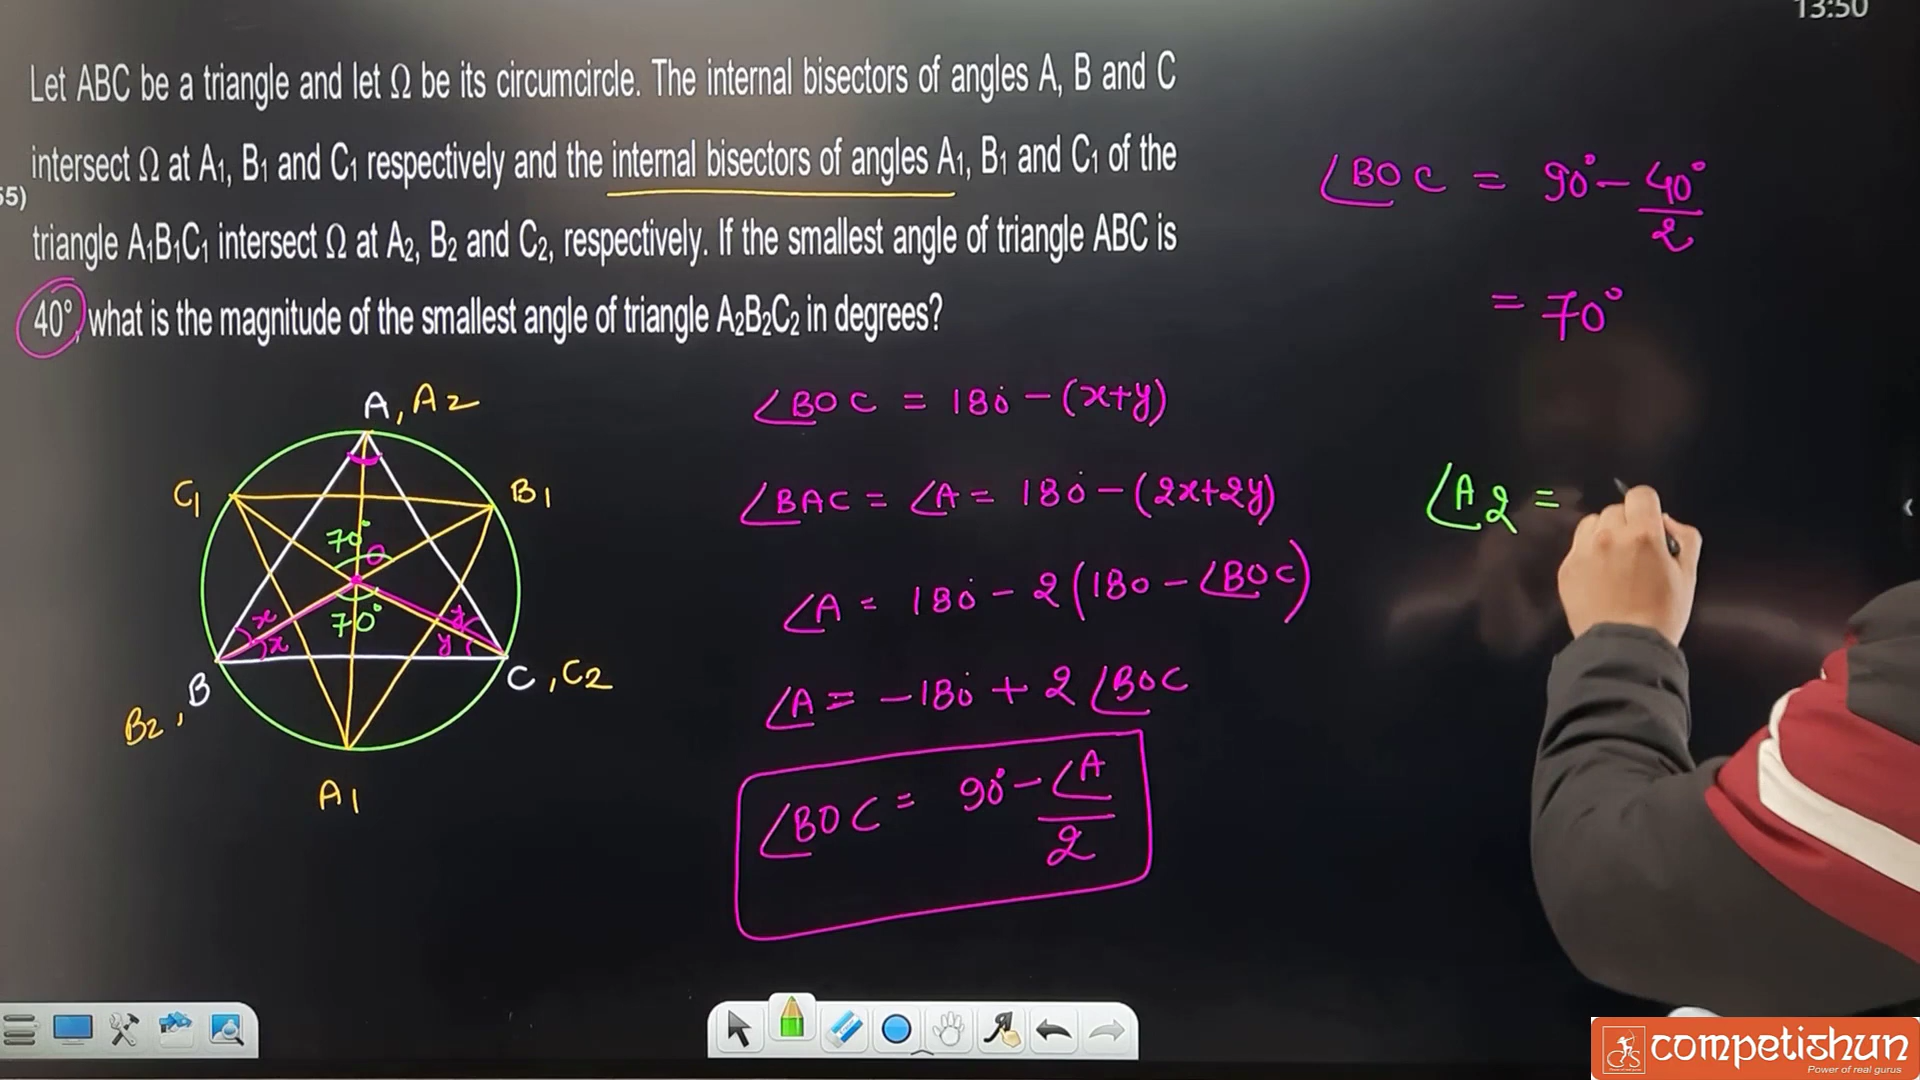 13:50
Let ABC be a triangle and let Ω be its circumcircle. The internal bisectors of angles A, B and C
intersect Ω at A₁, B₁ and C₁ respectively and the internal bisectors of angles A₁, B₁ and C₁ of the
55)
triangle A₁B₁C₁ intersect Ω at A₂, B₂ and C₂, respectively. If the smallest angle of triangle ABC is
40°, what is the magnitude of the smallest angle of triangle A₂B₂C₂ in degrees?
∠BOC = 90° - 40°/2
= 70°
A, A2
C1
B1
70°
O
x
x
70°
y
y
B2, B
C, C2
A1
∠BOC = 180° - (x+y)
∠BAC = ∠A = 180° - (2x+2y)
∠A = 180° - 2(180 - ∠BOC)
∠A = -180° + 2∠BOC
∠BOC = 90° - ∠A/2
∠A2 =
competishun
Power of real gurus